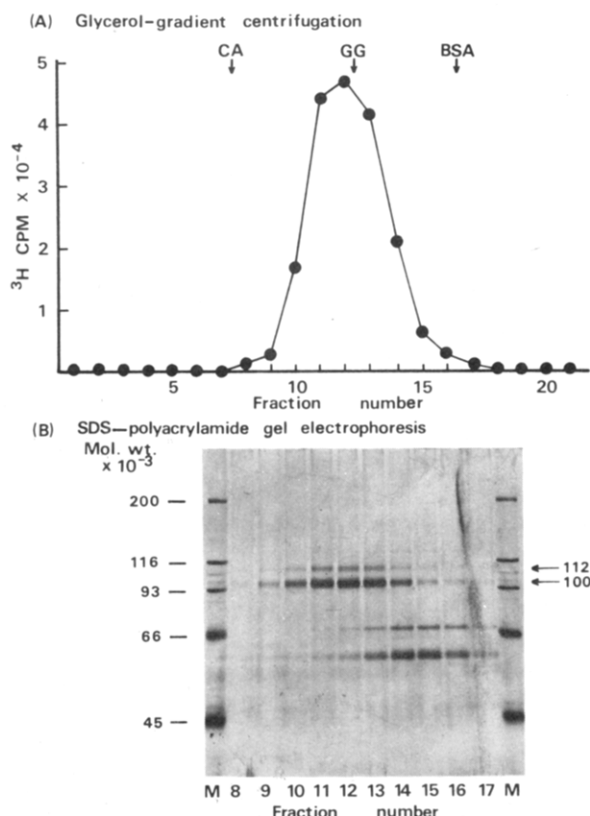 (A) Glycerol-gradient centrifugation
CA GG BSA
5
4
3
2
1
³H CPM x 10⁻⁴
5 10 15 20
Fraction number
(B) SDS—polyacrylamide gel electrophoresis
Mol. wt.
x 10⁻³
200
116
93
66
45
112
100
M 8 9 10 11 12 13 14 15 16 17 M
Fraction number